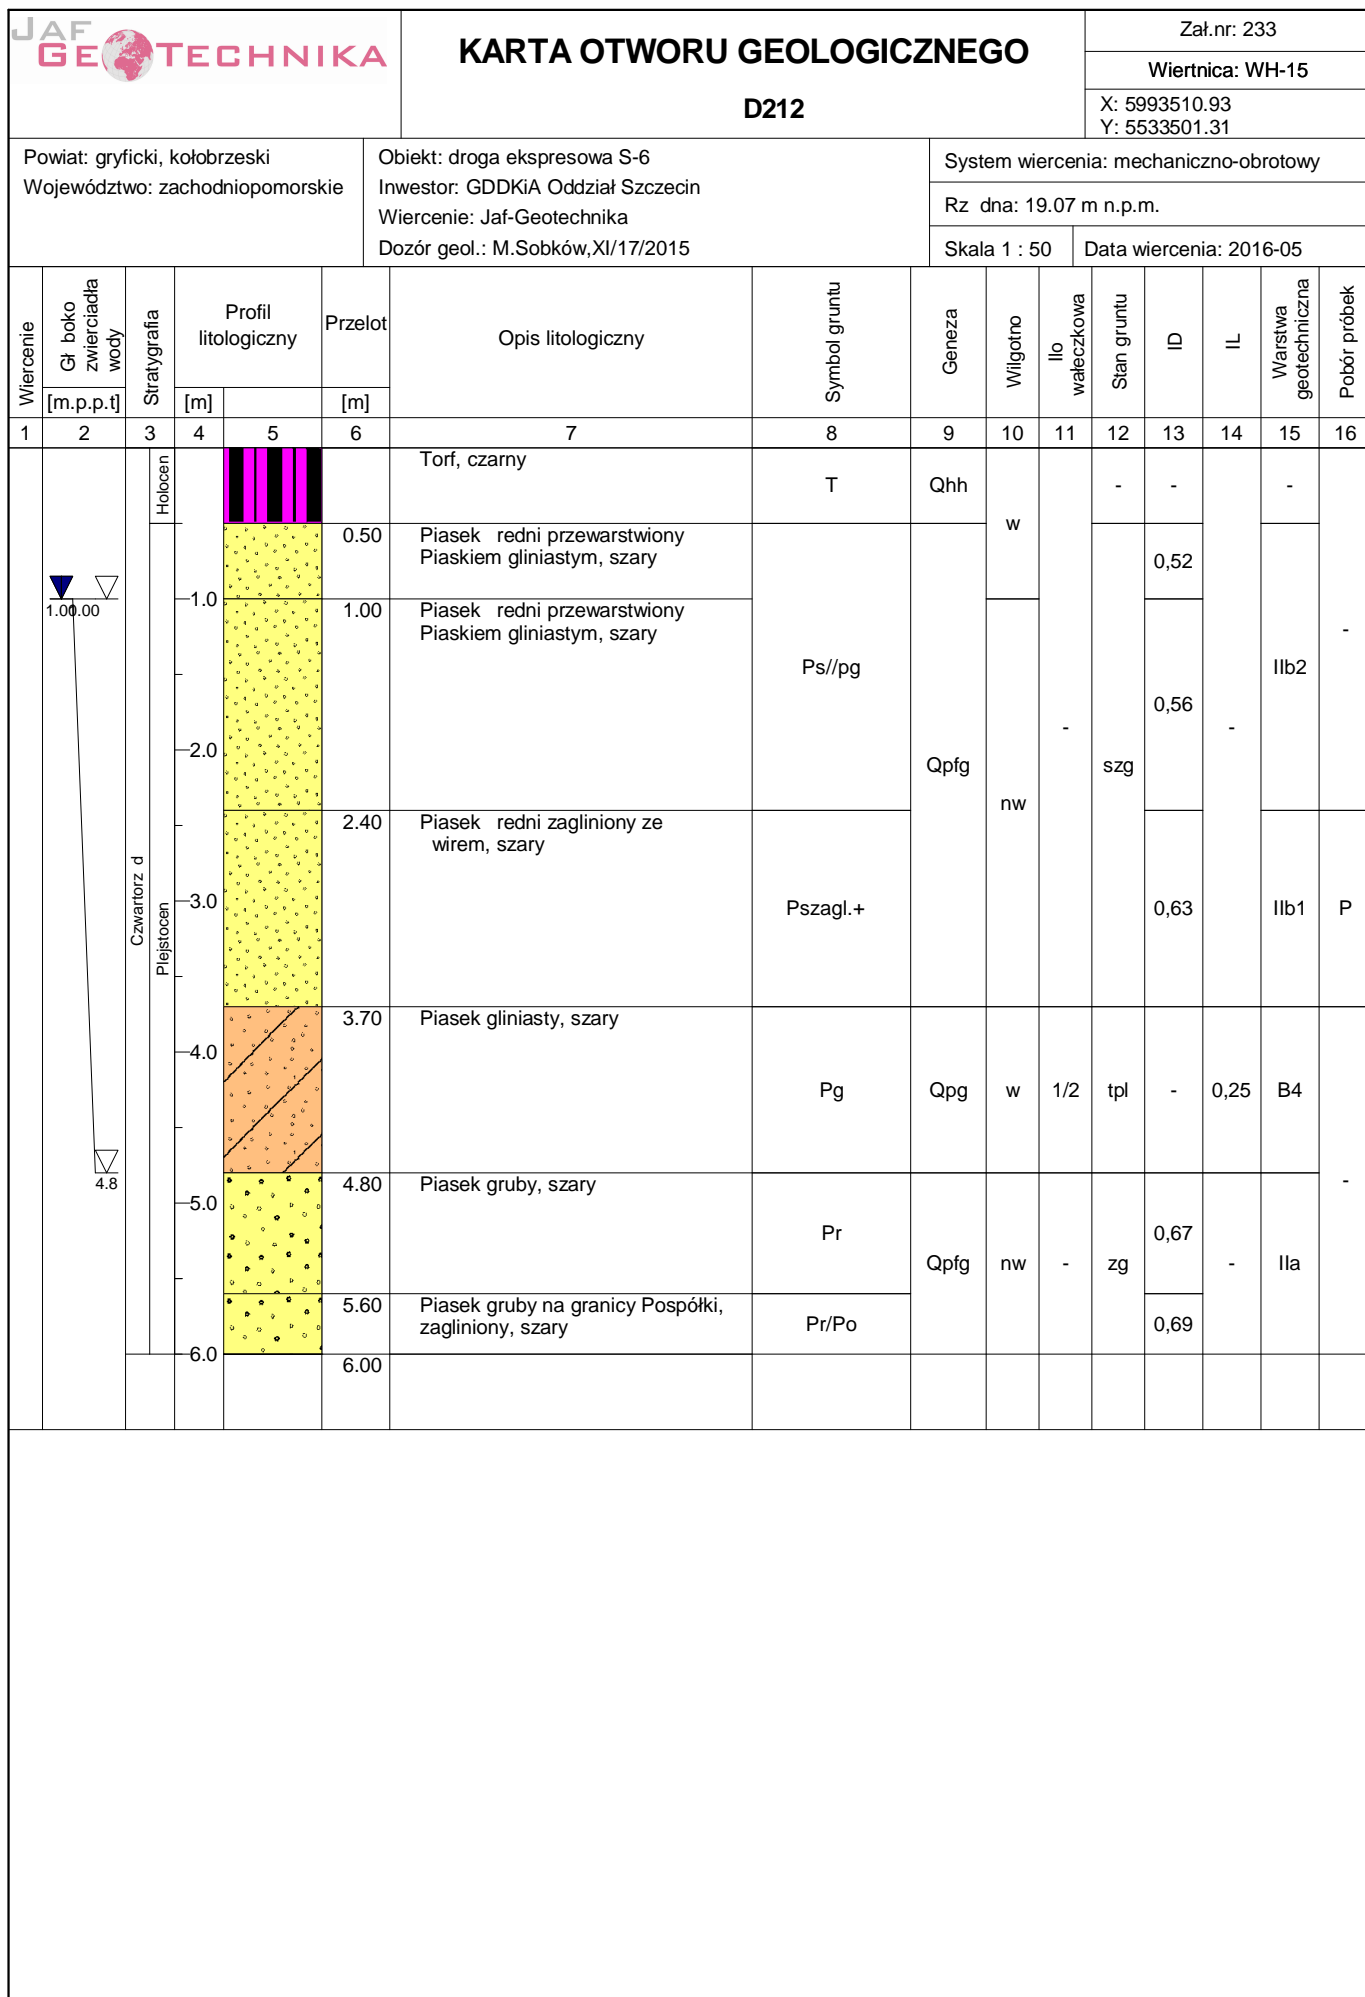 JAF
GEOTECHNIKA
KARTA OTWORU GEOLOGICZNEGO
D212
Zał.nr: 233
Wiertnica: WH-15
X: 5993510.93
Y: 5533501.31
Powiat: gryficki, kołobrzeski
Województwo: zachodniopomorskie
Obiekt: droga ekspresowa S-6
Inwestor: GDDKiA Oddział Szczecin
Wiercenie: Jaf-Geotechnika
Dozór geol.: M.Sobków,XI/17/2015
System wiercenia: mechaniczno-obrotowy
Rz dna: 19.07 m n.p.m.
Skala 1 : 50
Data wiercenia: 2016-05
Wiercenie
Gł boko
zwierciadła
wody
[m.p.p.t]
Stratygrafia
Profil
litologiczny
[m]
Przelot
[m]
Opis litologiczny
Symbol gruntu
Geneza
Wilgotno
Ilo
wałeczkowa
Stan gruntu
ID
IL
Warstwa
geotechniczna
Pobór próbek
1 2 3 4 5 6 7 8 9 10 11 12 13 14 15 16
Holocen
Torf, czarny
T
Qhh
w
-
-
-
0.50
Piasek redni przewarstwiony
Piaskiem gliniastym, szary
0,52
1.00
1.00
1.0
1.00
Piasek redni przewarstwiony
Piaskiem gliniastym, szary
Ps//pg
0,56
IIb2
-
-
-
2.0
Qpfg
szg
nw
2.40
Piasek redni zagliniony ze
wirem, szary
Czwartorz d
Plejstocen
3.0
Pszagl.+
0,63
IIb1
P
3.70
Piasek gliniasty, szary
4.0
Pg
Qpg
w
1/2
tpl
-
0,25
B4
4.8
4.80
Piasek gruby, szary
5.0
Pr
0,67
-
Qpfg
nw
-
zg
-
IIa
5.60
Piasek gruby na granicy Pospółki,
zagliniony, szary
Pr/Po
0,69
6.0
6.00